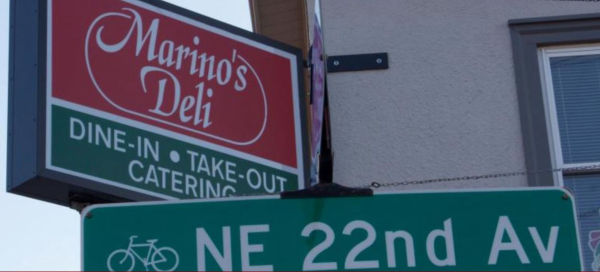 Marino's
Deli
DINE-IN • TAKE-OUT
CATERING
NE 22nd Av